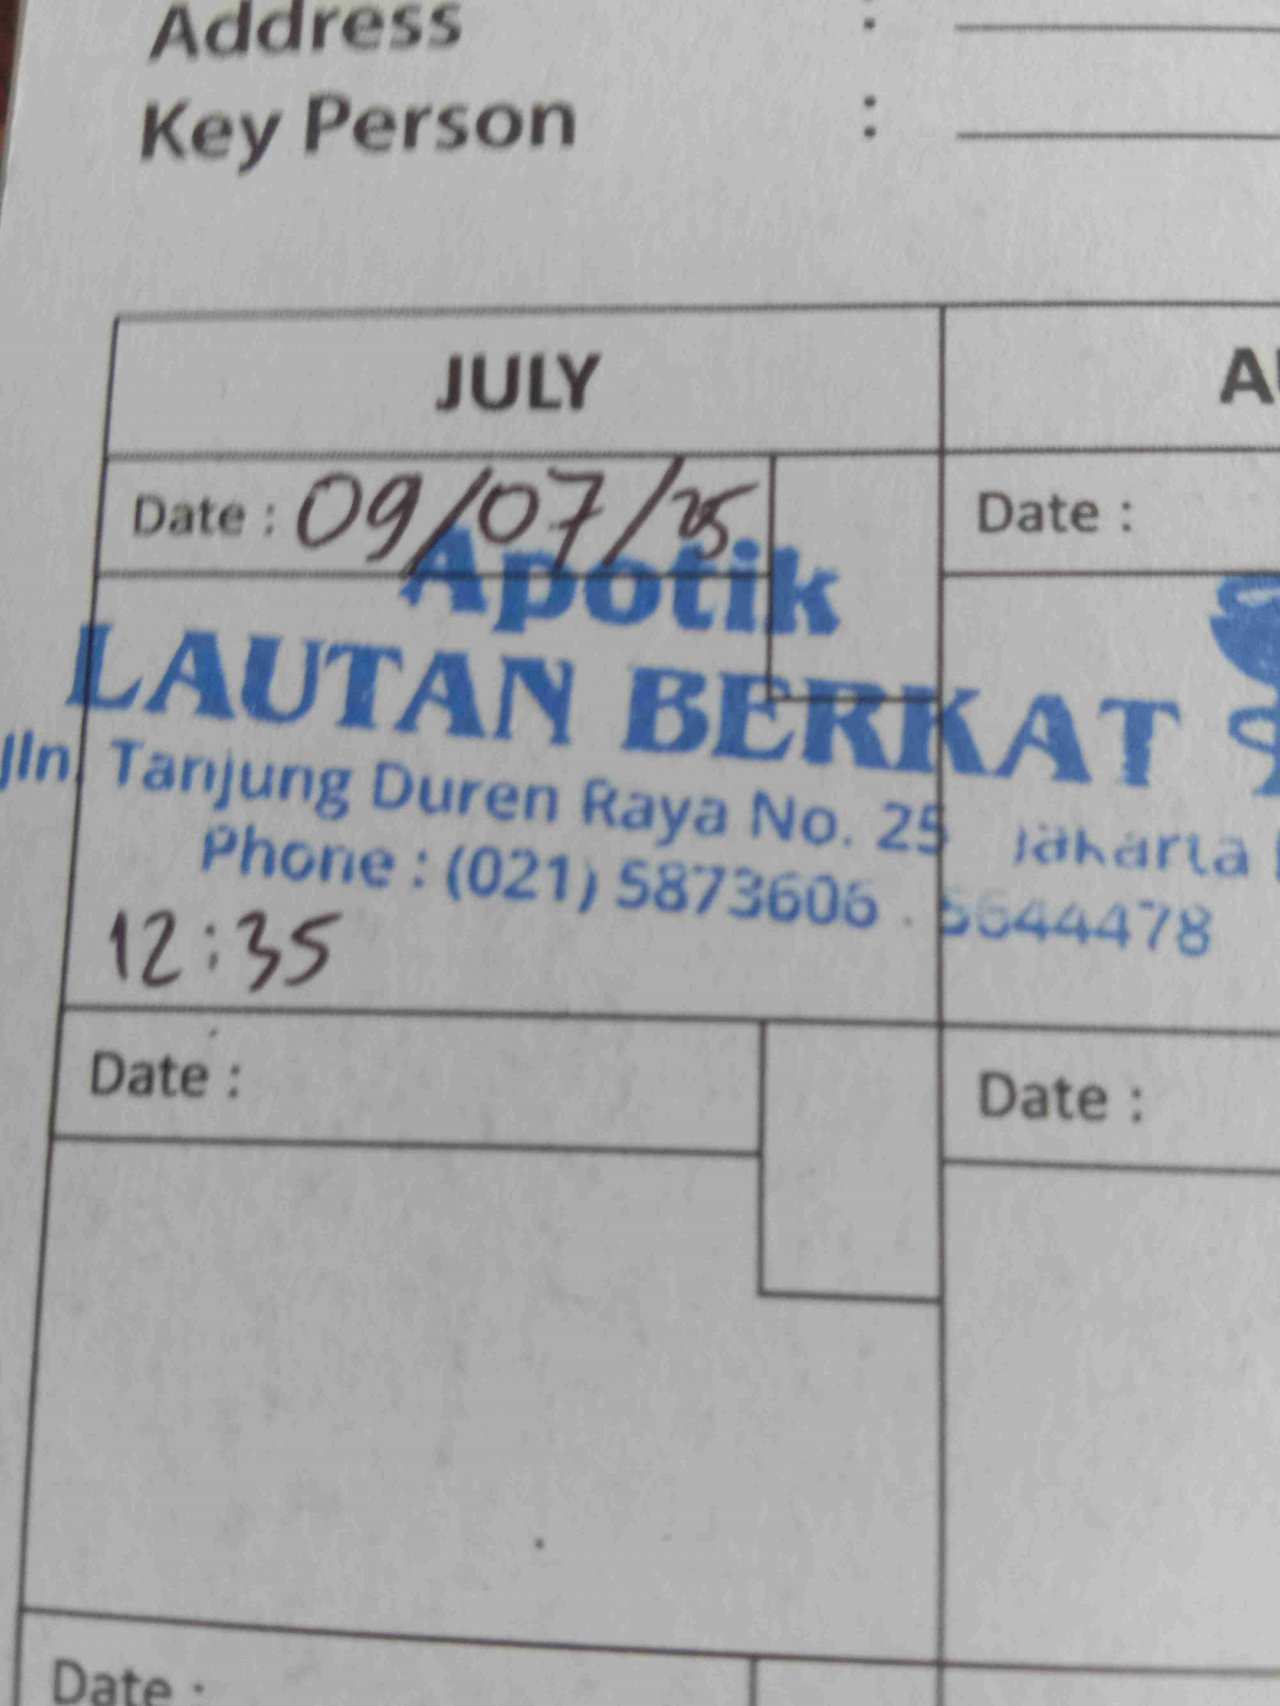 Address :
Key Person :
JULY
Date : 09/07/25
Date :
Apotik
LAUTAN BERKAT
Jln. Tanjung Duren Raya No. 25 Jakarta
Phone : (021) 5873606 . 5644478
12:35
Date :
Date :
Date :